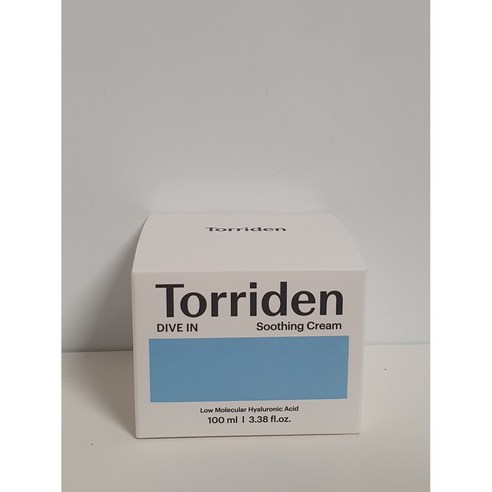 Torriden
Torriden
DIVE IN Soothing Cream
Low Molecular Hyaluronic Acid
100 ml | 3.38 fl.oz.